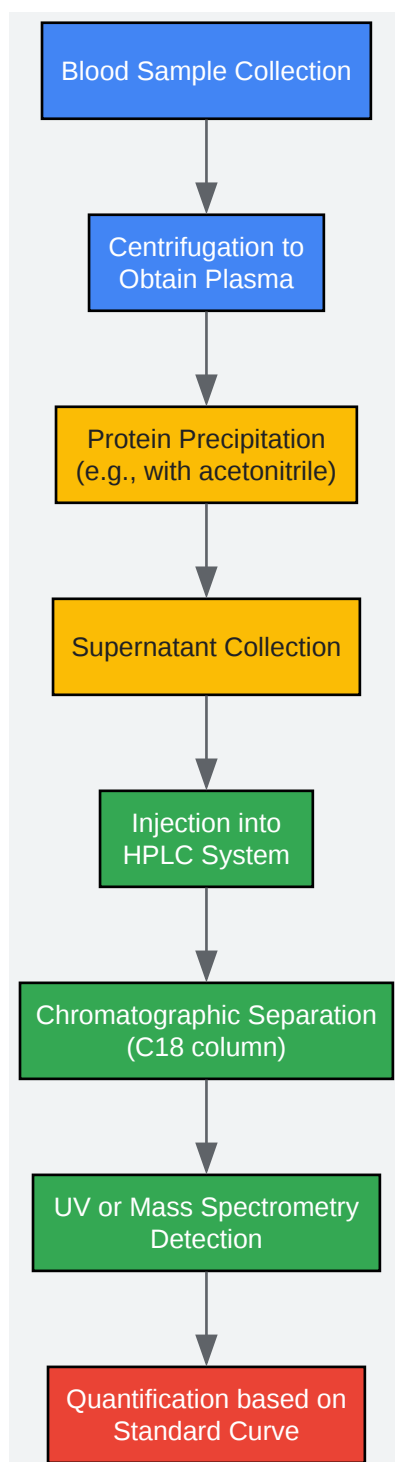 Blood Sample Collection
Centrifugation to
Obtain Plasma
Protein Precipitation
(e.g., with acetonitrile)
Supernatant Collection
Injection into
HPLC System
Chromatographic Separation
(C18 column)
UV or Mass Spectrometry
Detection
Quantification based on
Standard Curve